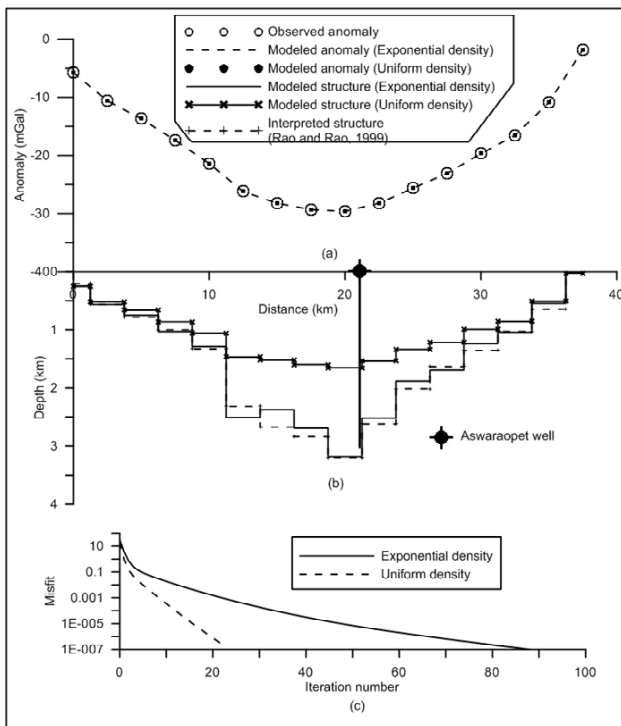 Observed anomaly
Modeled anomaly (Exponential density)
Modeled anomaly (Uniform density)
Modeled structure (Exponential density)
Modeled structure (Uniform density)
Interpreted structure
(Rao and Rao, 1999)
0
-10
-20
-30
-400
Anomaly (mGal)
(a)
0
10
20
30
40
Distance (km)
1
2
3
4
Depth (km)
Aswaraopet well
(b)
10
0.1
0.001
1E-005
1E-007
Misfit
Exponential density
Uniform density
0
20
40
60
80
100
Iteration number
(c)